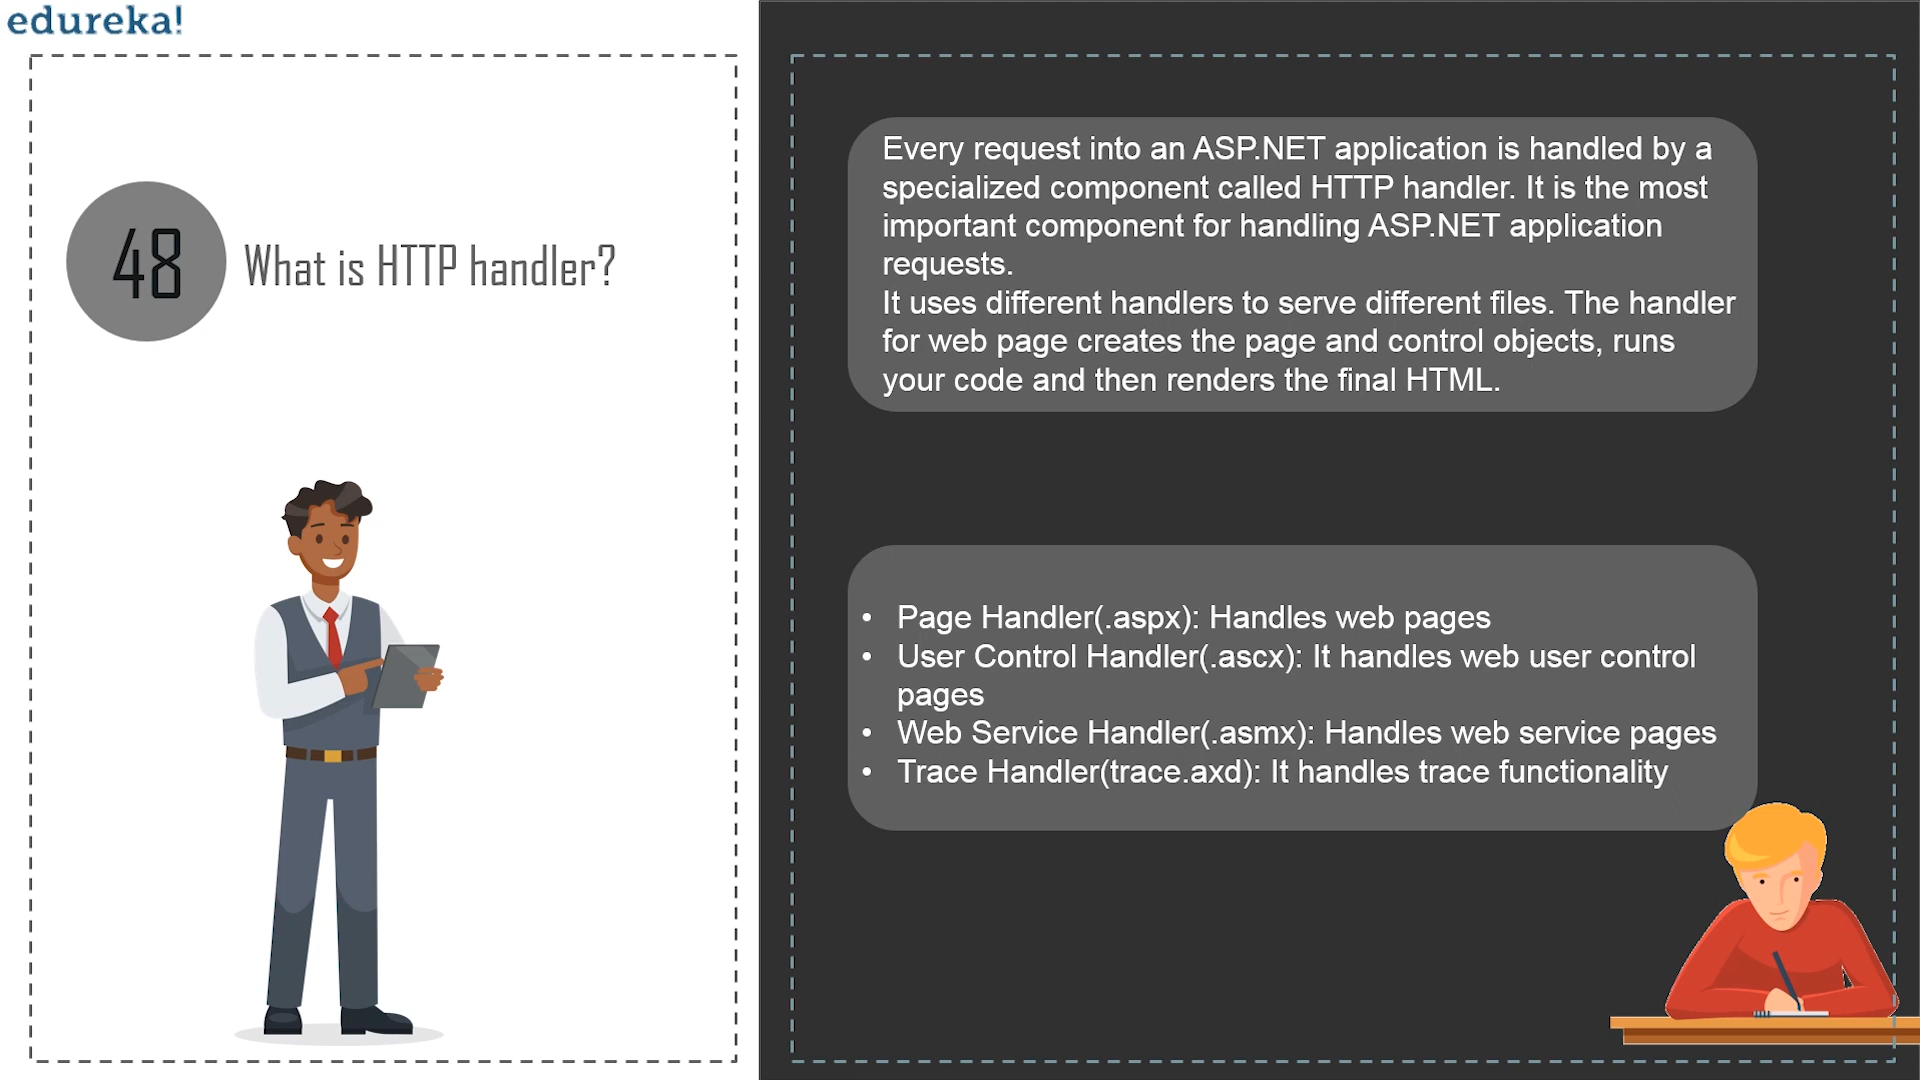 edureka!
48
What is HTTP handler?
Every request into an ASP.NET application is handled by a
specialized component called HTTP handler. It is the most
important component for handling ASP.NET application
requests.
It uses different handlers to serve different files. The handler
for web page creates the page and control objects, runs
your code and then renders the final HTML.
• Page Handler(.aspx): Handles web pages
• User Control Handler(.ascx): It handles web user control
pages
• Web Service Handler(.asmx): Handles web service pages
• Trace Handler(trace.axd): It handles trace functionality